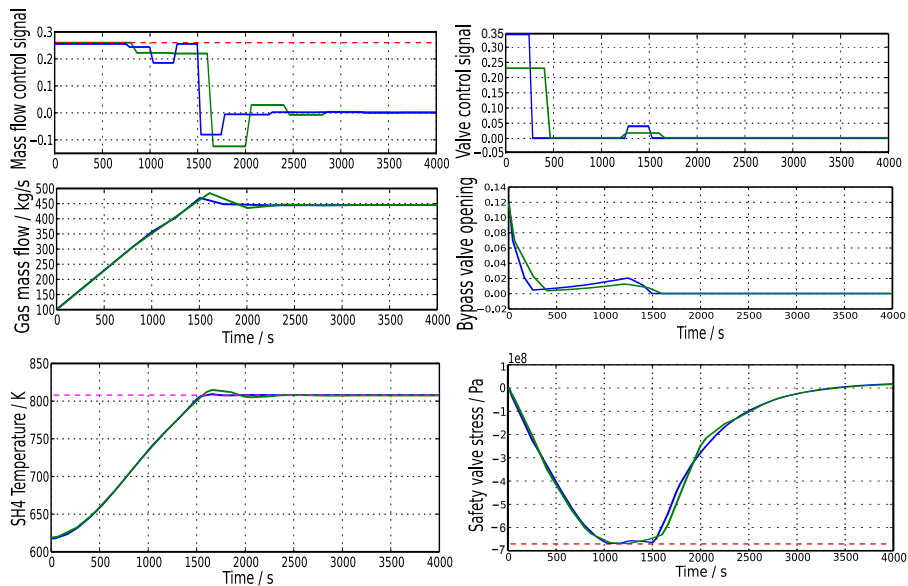 Mass flow control signal
0.3
0.2
0.1
0.0
−0.1
0 500 1000 1500 2000 2500 3000 3500 4000
Valve control signal
0.35
0.30
0.25
0.20
0.15
0.10
0.05
0.00
−0.05
0 500 1000 1500 2000 2500 3000 3500 4000
Gas mass flow / kg/s
500
450
400
350
300
250
200
150
100
0 500 1000 1500 2000 2500 3000 3500 4000
Time / s
Bypass valve opening
0.14
0.12
0.10
0.08
0.06
0.04
0.02
0.00
−0.02
0 500 1000 1500 2000 2500 3000 3500 4000
Time / s
SH4 Temperature / K
850
800
750
700
650
600
0 500 1000 1500 2000 2500 3000 3500 4000
Time / s
Safety valve stress / Pa
1e8
1
0
−1
−2
−3
−4
−5
−6
−7
0 500 1000 1500 2000 2500 3000 3500 4000
Time / s